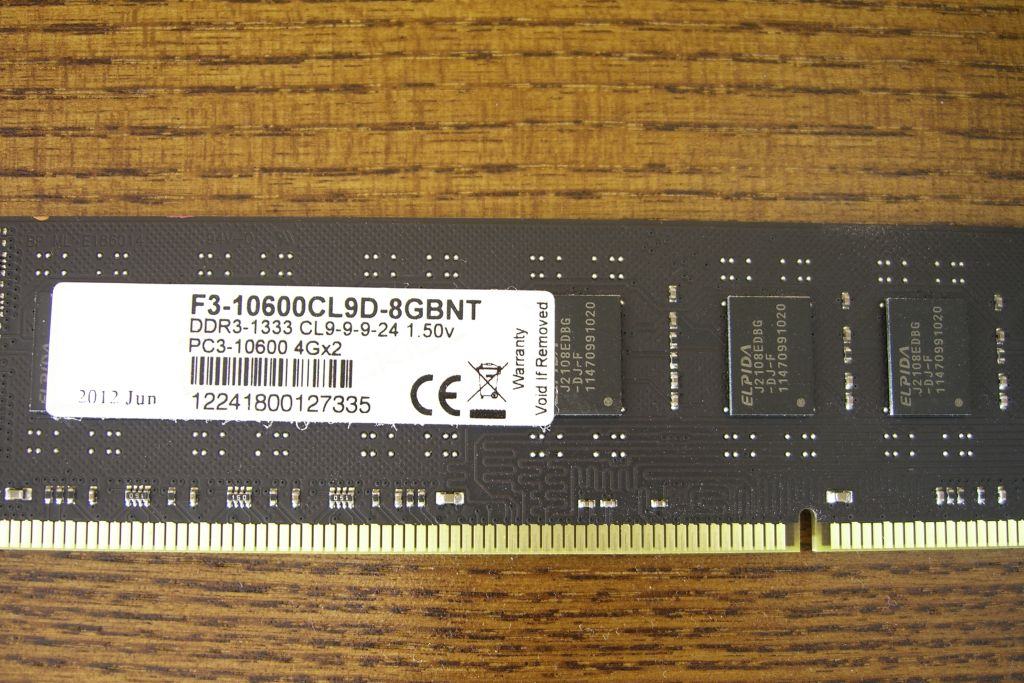 F3-10600CL9D-8GBNT
DDR3-1333 CL9-9-9-24 1.50v
PC3-10600 4Gx2
12241800127335
2012 Jun
CE
Warranty
Void If Removed
J2108EDBG
-DJ-F
11470991020
ELPIDA
J2108EDBG
-DJ-F
11470991020
ELPIDA
J2108EDBG
-DJ-F
11470991020